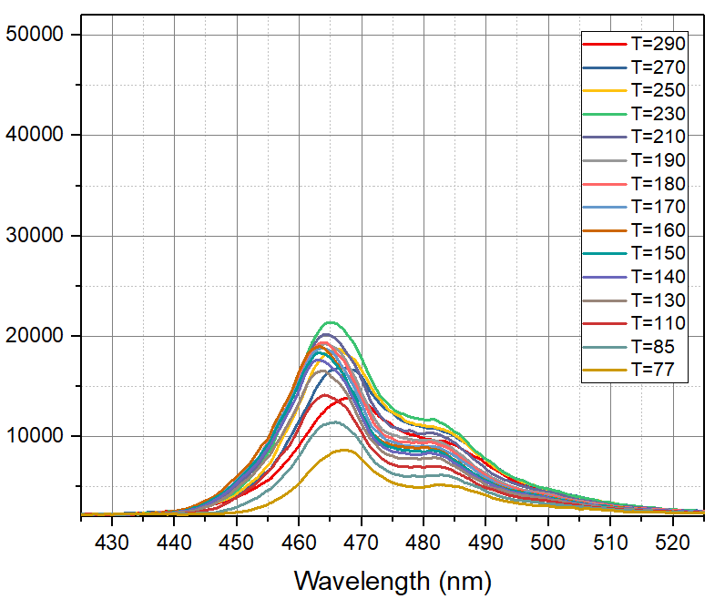 50000
40000
30000
20000
10000
T=290
T=270
T=250
T=230
T=210
T=190
T=180
T=170
T=160
T=150
T=140
T=130
T=110
T=85
T=77
430 440 450 460 470 480 490 500 510 520
Wavelength (nm)